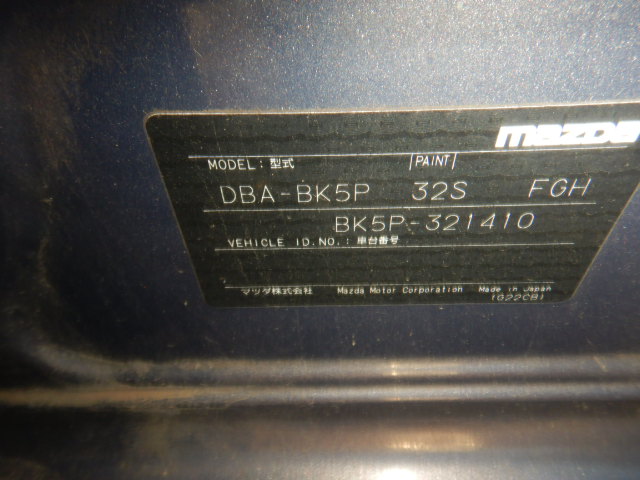 mazda
MODEL:型式 PAINT
DBA-BK5P 32S FGH
BK5P-321410
VEHICLE ID.NO.:車台番号
マツダ株式会社 Mazda Motor Corporation Made in Japan
(G22CB)